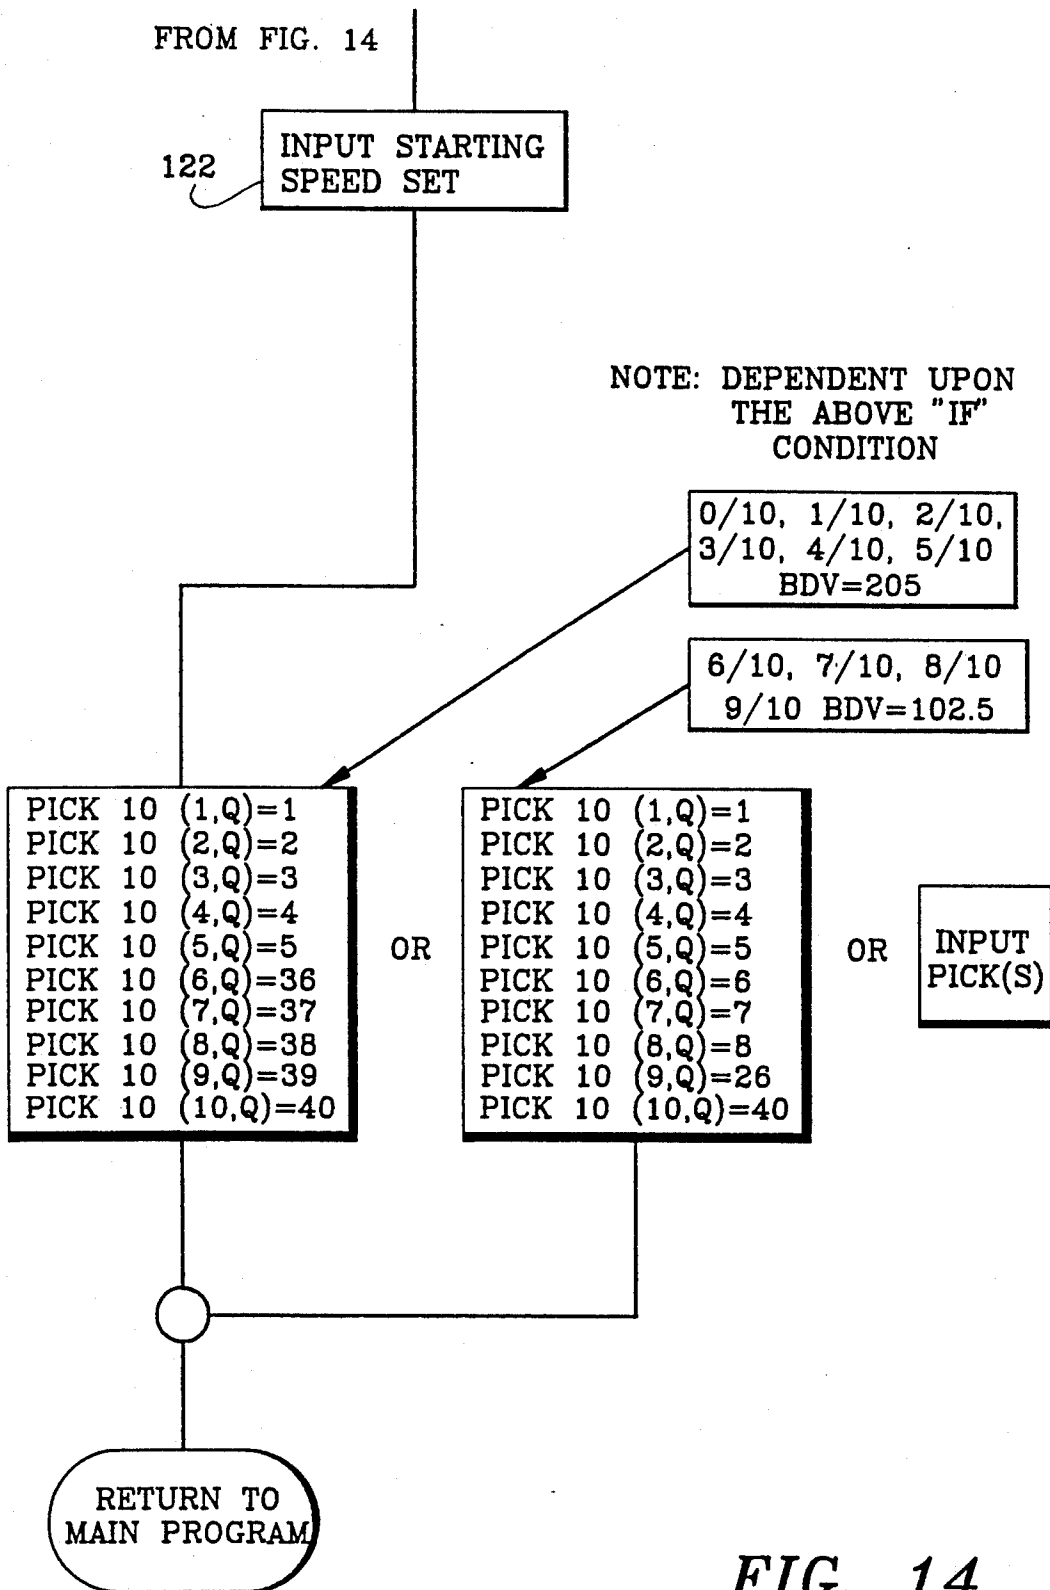 FROM FIG. 14
INPUT STARTING
SPEED SET
122
NOTE: DEPENDENT UPON
THE ABOVE "IF"
CONDITION
0/10, 1/10, 2/10,
3/10, 4/10, 5/10
BDV=205
6/10, 7/10, 8/10
9/10 BDV=102.5
PICK 10 (1,Q)=1
PICK 10 (2,Q)=2
PICK 10 (3,Q)=3
PICK 10 (4,Q)=4
PICK 10 (5,Q)=5
PICK 10 (6,Q)=36
PICK 10 (7,Q)=37
PICK 10 (8,Q)=38
PICK 10 (9,Q)=39
PICK 10 (10,Q)=40
OR
PICK 10 (1,Q)=1
PICK 10 (2,Q)=2
PICK 10 (3,Q)=3
PICK 10 (4,Q)=4
PICK 10 (5,Q)=5
PICK 10 (6,Q)=6
PICK 10 (7,Q)=7
PICK 10 (8,Q)=8
PICK 10 (9,Q)=26
PICK 10 (10,Q)=40
OR
INPUT
PICK(S)
RETURN TO
MAIN PROGRAM
FIG. 14